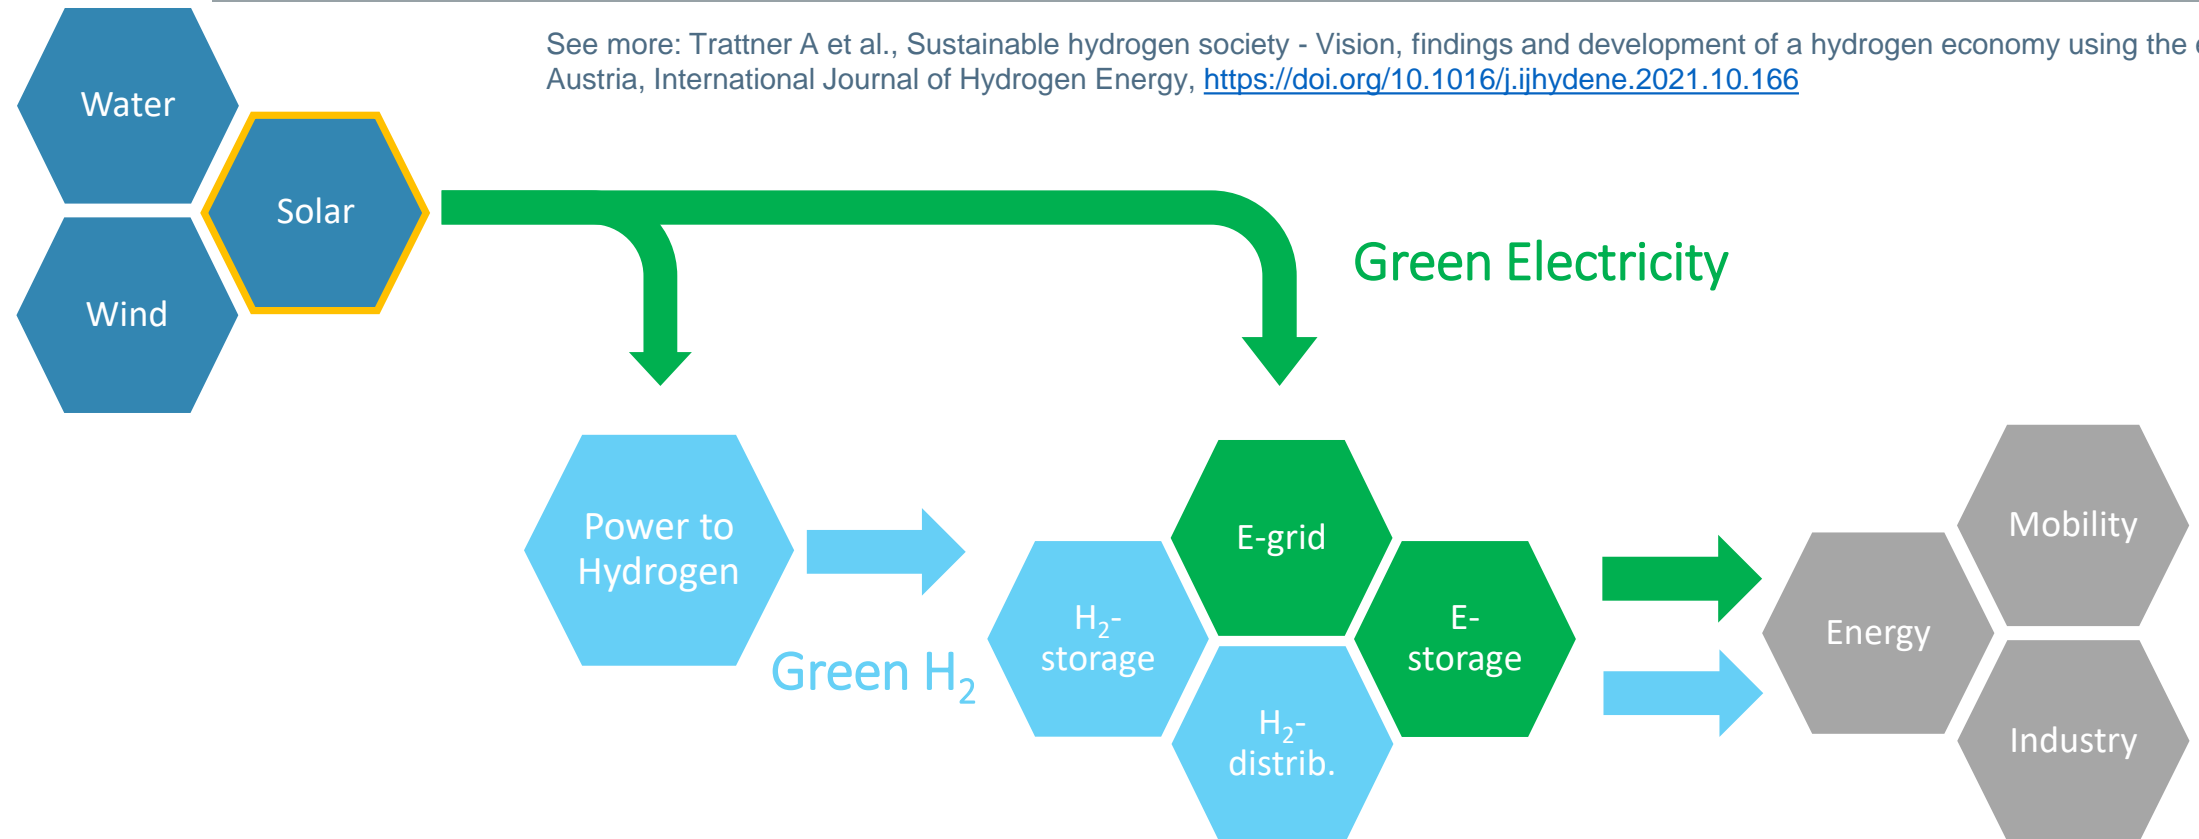 See more: Trattner A et al., Sustainable hydrogen society - Vision, findings and development of a hydrogen economy using the
Austria, International Journal of Hydrogen Energy, https://doi.org/10.1016/j.ijhydene.2021.10.166
Water
Solar
Wind
Green Electricity
Power to
Hydrogen
Green H₂
E-grid
H₂-
storage
E-
storage
H₂-
distrib.
Mobility
Energy
Industry